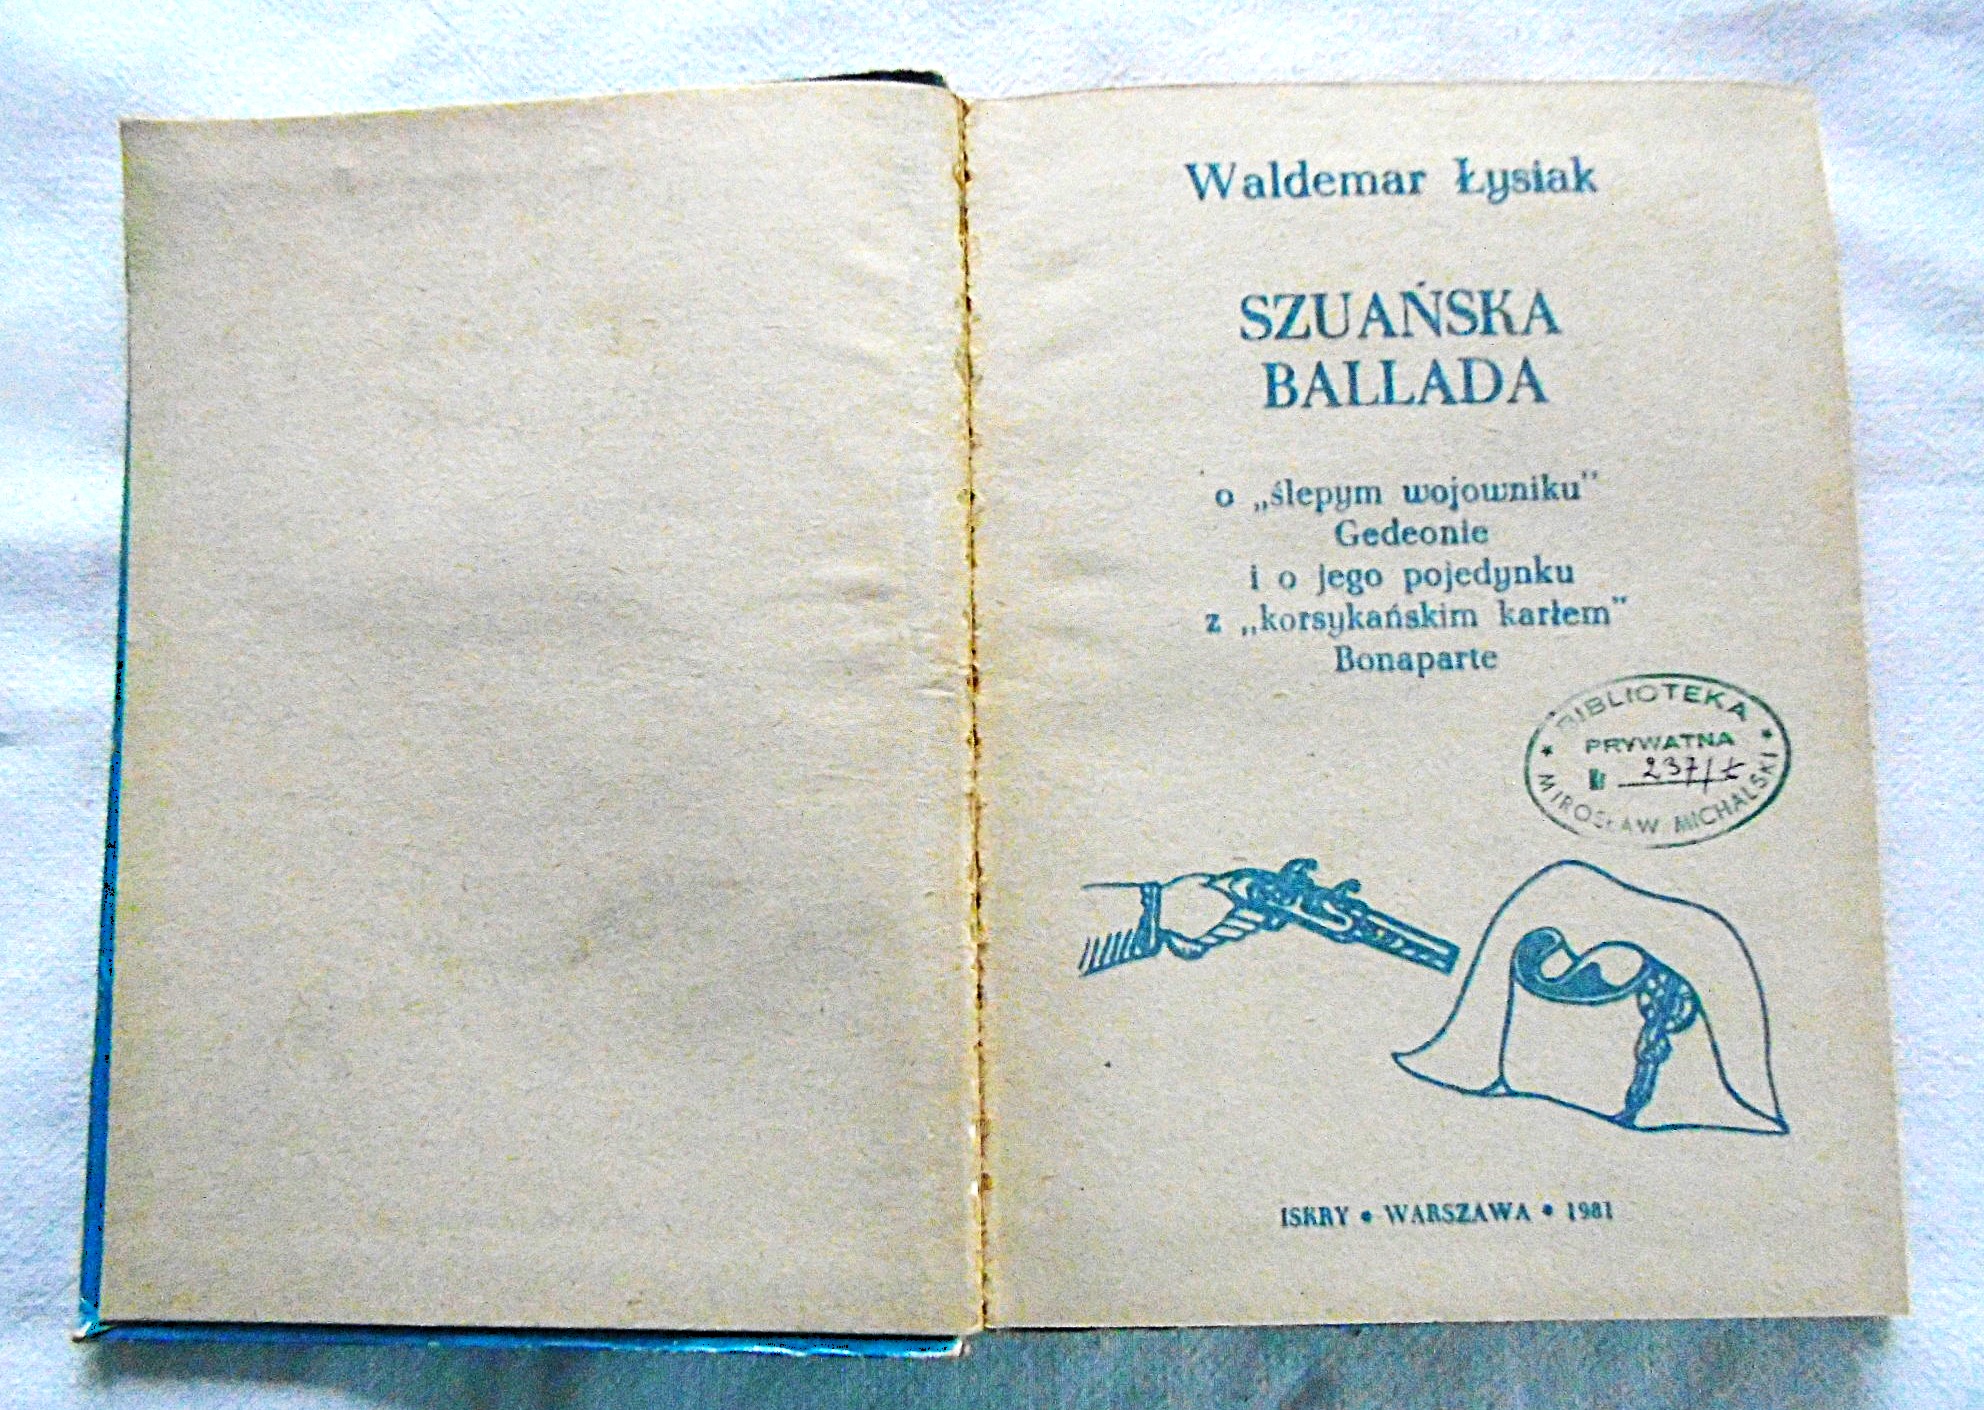 Waldemar Łysiak
SZUAŃSKA
BALLADA
o „ślepym wojowniku"
Gedeonie
i o jego pojedynku
z „korsykańskim karłem"
Bonaparte
BIBLIOTEKA
PRYWATNA
237/Ł
MIROSŁAW MICHALSKI
ISKRY • WARSZAWA • 1981